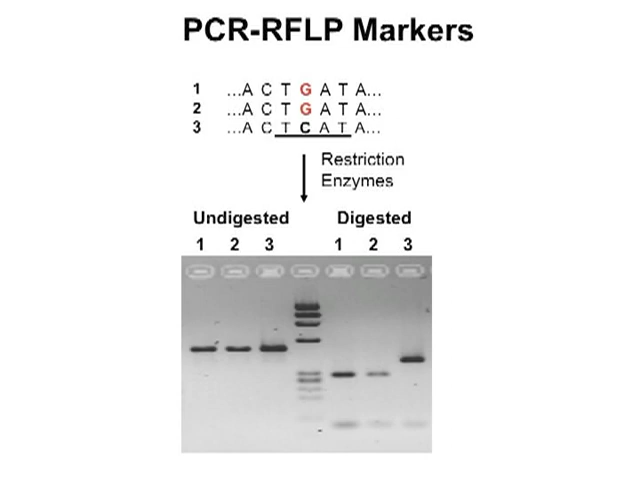 PCR-RFLP Markers
1 ...A C T G A T A...
2 ...A C T G A T A...
3 ...A C T C A T A...
Restriction
Enzymes
Undigested Digested
1 2 3 1 2 3